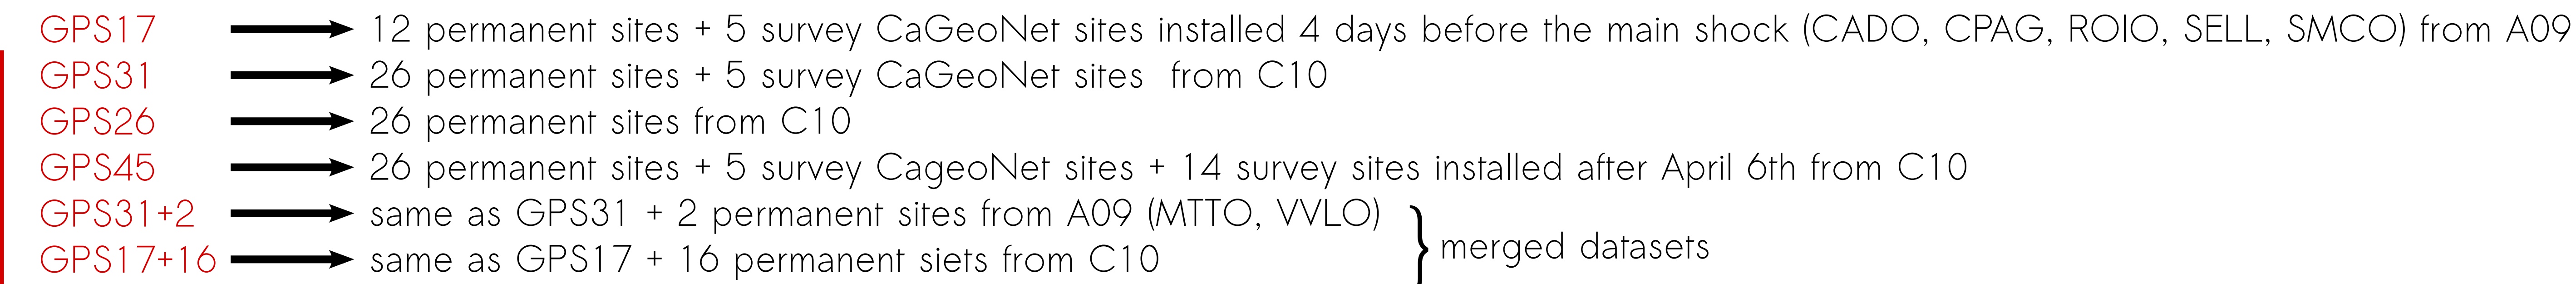 GPS17 → 12 permanent sites + 5 survey CaGeoNet sites installed 4 days before the main shock (CADO, CPAG, ROIO, SELL, SMCO) from A09
GPS31 → 26 permanent sites + 5 survey CaGeoNet sites from C10
GPS26 → 26 permanent sites from C10
GPS45 → 26 permanent sites + 5 survey CageoNet sites + 14 survey sites installed after April 6th from C10
GPS31+2 → same as GPS31 + 2 permanent sites from A09 (MTTO, VVLO)
GPS17+16 → same as GPS17 + 16 permanent siets from C10
} merged datasets